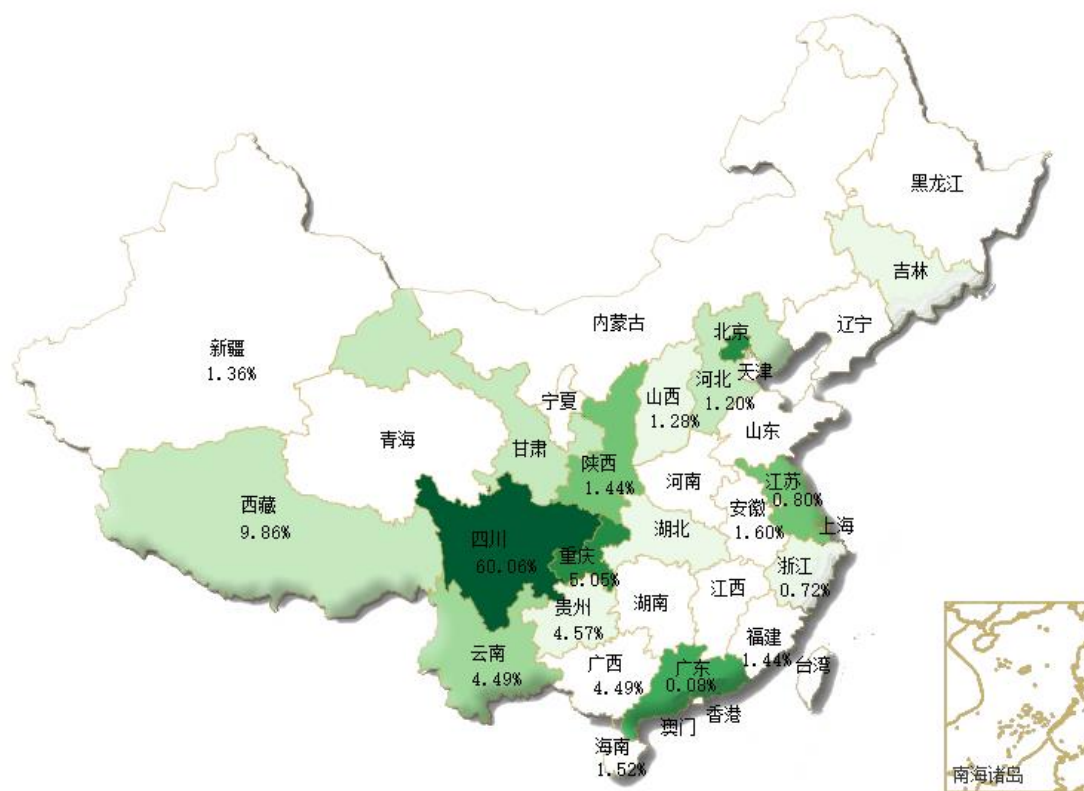 黑龙江
吉林
辽宁
内蒙古
北京
新疆
1.36%
天津
河北
1.20%
山西
1.28%
宁夏
山东
青海
甘肃
陕西
1.44%
河南
江苏
0.80%
安徽
1.60%
上海
西藏
9.86%
湖北
四川
60.06%
重庆
5.05%
浙江
0.72%
江西
湖南
贵州
4.57%
福建
1.44%
云南
4.49%
广西
4.49%
广东
0.08%
台湾
香港
澳门
海南
1.52%
南海诸岛